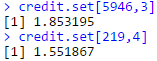 > credit.set[5946,3]
[1] 1.853195
> credit.set[219,4]
[1] 1.551867